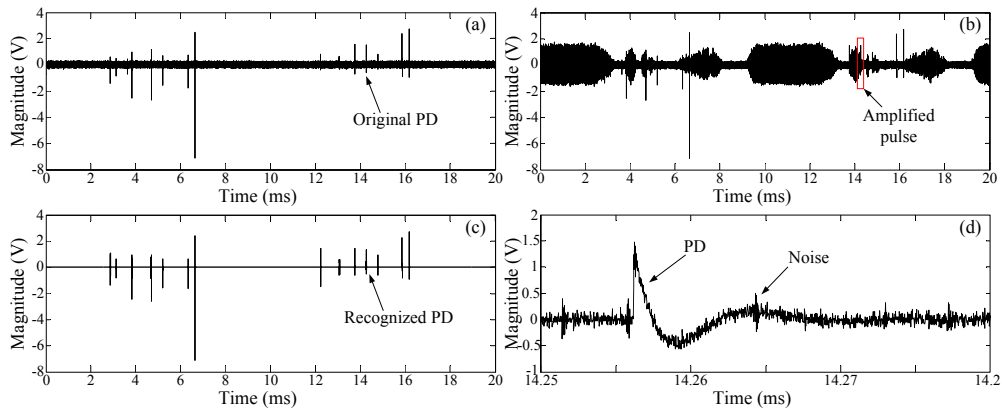 4
2
0
-2
-4
-6
-8
Magnitude (V)
(a)
Original PD
0 2 4 6 8 10 12 14 16 18 20
Time (ms)
4
2
0
-2
-4
-6
-8
Magnitude (V)
(b)
Amplified
pulse
0 2 4 6 8 10 12 14 16 18 20
Time (ms)
4
2
0
-2
-4
-6
-8
Magnitude (V)
(c)
Recognized PD
0 2 4 6 8 10 12 14 16 18 20
Time (ms)
2
1.5
1
0.5
0
-0.5
-1
Magnitude (V)
(d)
PD
Noise
14.25 14.26 14.27 14.2
Time (ms)